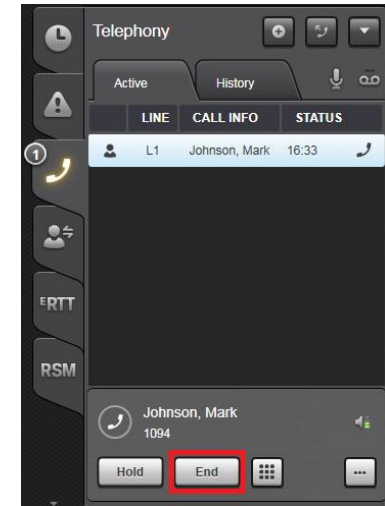 Telephony
Active History
LINE CALL INFO STATUS
1
L1 Johnson, Mark 16:33
ERTT
RSM
Johnson, Mark
1094
Hold End ...